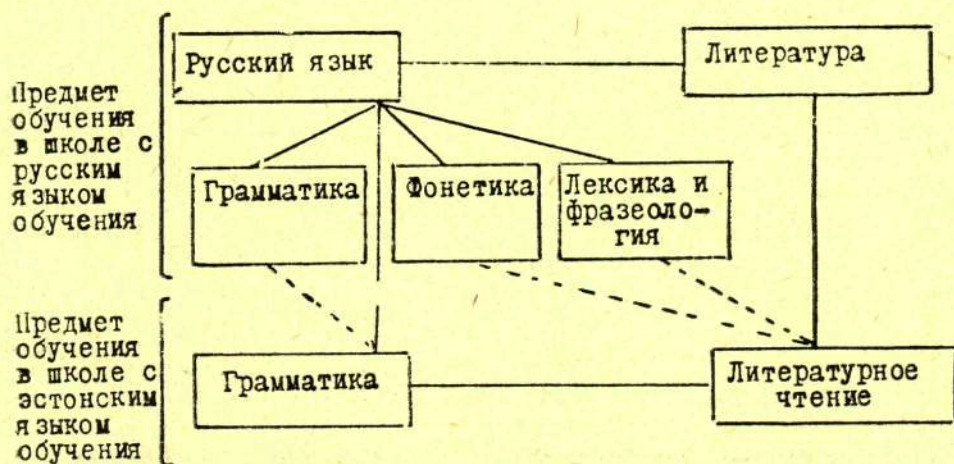 Предмет
обучения
в школе с
русским
языком
обучения
Русский язык
Литература
Грамматика
Фонетика
Лексика и
фразеоло-
гия
Предмет
обучения
в школе с
эстонским
языком
обучения
Грамматика
Литературное
чтение